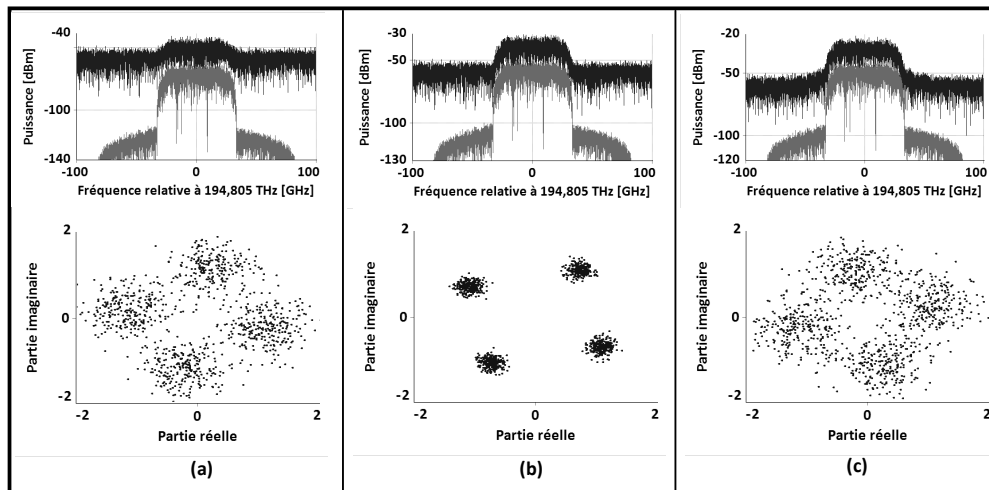 -40
Puissance [dBm]
-100
-140
-100
0
100
Fréquence relative à 194,805 THz [GHz]
2
Partie imaginaire
0
-2
-2
0
2
Partie réelle
(a)
-30
Puissance [dBm]
-50
-100
-130
-100
0
100
Fréquence relative à 194,805 THz [GHz]
2
Partie imaginaire
0
-2
-2
0
2
Partie réelle
(b)
-20
Puissance [dBm]
-50
-100
-120
-100
0
100
Fréquence relative à 194,805 THz [GHz]
2
Partie imaginaire
0
-2
-2
0
2
Partie réelle
(c)